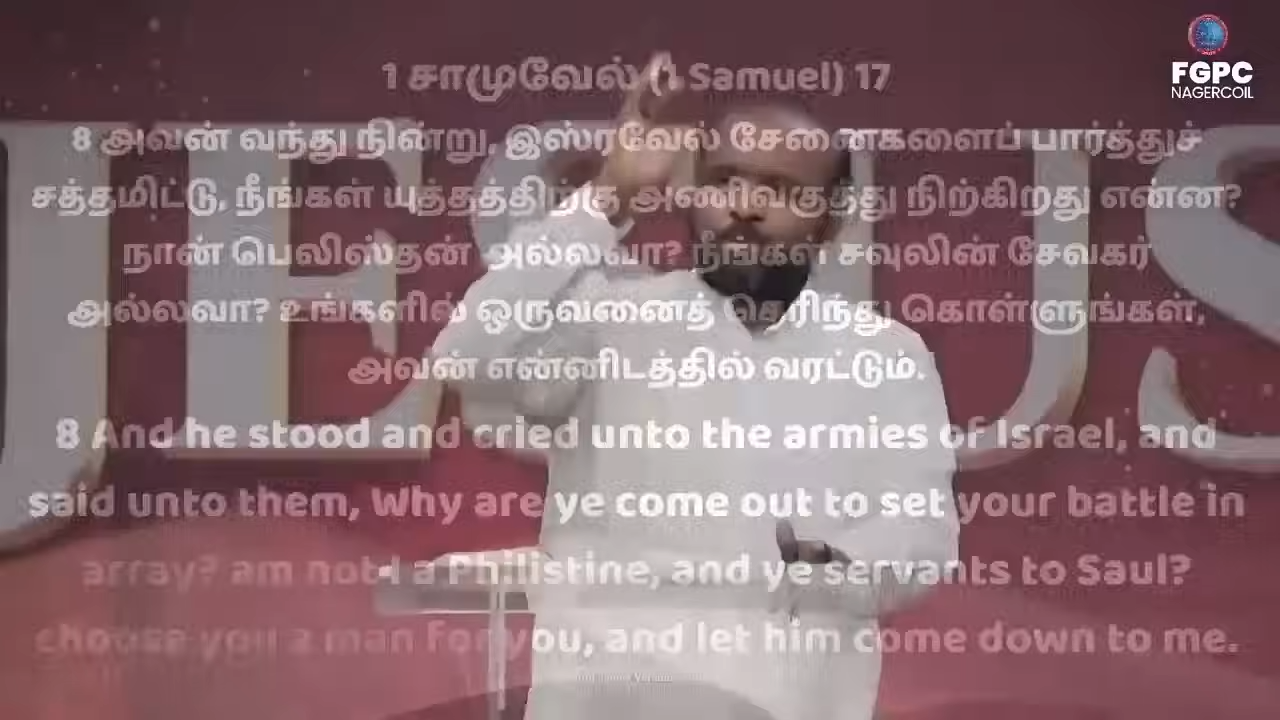 FGPC
NAGERCOIL
1 சாமுவேல் (1 Samuel) 17
8 அவன் வந்து நின்று, இஸ்ரவேல் சேனைகளைப் பார்த்துச்
சத்தமிட்டு, நீங்கள் யுத்தத்திற்கு அணிவகுத்து நிற்கிறது என்ன?
நான் பெலிஸ்தன் அல்லவா? நீங்கள் சவுலின் சேவகர்
அல்லவா? உங்களில் ஒருவனைத் தெரிந்து கொள்ளுங்கள்,
அவன் என்னிடத்தில் வரட்டும்.
8 And he stood and cried unto the armies of Israel, and
said unto them, Why are ye come out to set your battle in
array? am not I a Philistine, and ye servants to Saul?
choose you a man for you, and let him come down to me.
JESUS